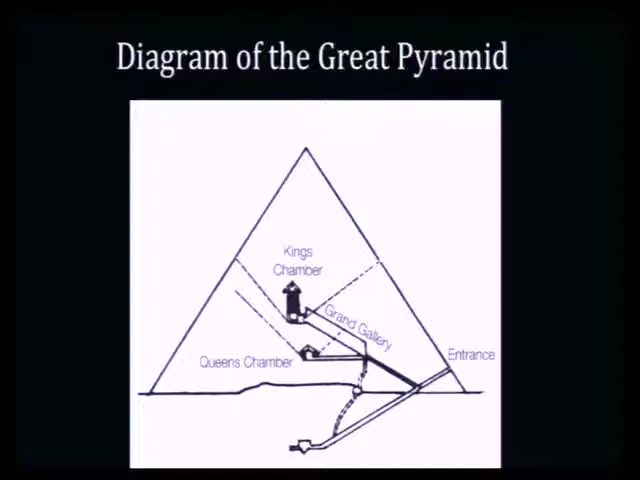 Diagram of the Great Pyramid
Kings
Chamber
Grand Gallery
Queens Chamber
Entrance